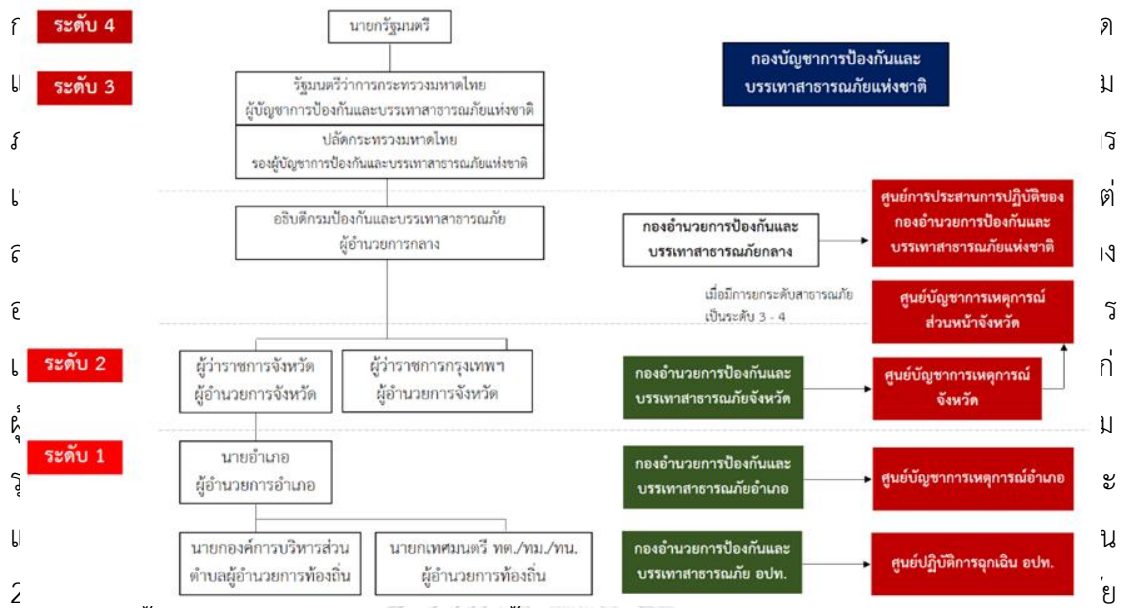 ระดับ 4
นายกรัฐมนตรี
กองบัญชาการป้องกันและ
บรรเทาสาธารณภัยแห่งชาติ
ระดับ 3
รัฐมนตรีว่าการกระทรวงมหาดไทย
ผู้บัญชาการป้องกันและบรรเทาสาธารณภัยแห่งชาติ
ปลัดกระทรวงมหาดไทย
รองผู้บัญชาการป้องกันและบรรเทาสาธารณภัยแห่งชาติ
อธิบดีกรมป้องกันและบรรเทาสาธารณภัย
ผู้อำนวยการกลาง
กองอำนวยการป้องกันและ
บรรเทาสาธารณภัยกลาง
ศูนย์การประสานการปฏิบัติของ
กองอำนวยการป้องกันและ
บรรเทาสาธารณภัยแห่งชาติ
เมื่อมีการยกระดับสาธารณภัย
เป็นระดับ 3 - 4
ศูนย์บัญชาการเหตุการณ์
ส่วนหน้าจังหวัด
ระดับ 2
ผู้ว่าราชการจังหวัด
ผู้อำนวยการจังหวัด
ผู้ว่าราชการกรุงเทพฯ
ผู้อำนวยการจังหวัด
กองอำนวยการป้องกันและ
บรรเทาสาธารณภัยจังหวัด
ศูนย์บัญชาการเหตุการณ์
จังหวัด
ระดับ 1
นายอำเภอ
ผู้อำนวยการอำเภอ
กองอำนวยการป้องกันและ
บรรเทาสาธารณภัยอำเภอ
ศูนย์บัญชาการเหตุการณ์อำเภอ
นายกองค์การบริหารส่วน
ตำบลผู้อำนวยการท้องถิ่น
นายกเทศมนตรี ทต./ทม./ทน.
ผู้อำนวยการท้องถิ่น
กองอำนวยการป้องกันและ
บรรเทาสาธารณภัย อปท.
ศูนย์ปฏิบัติการฉุกเฉิน อปท.